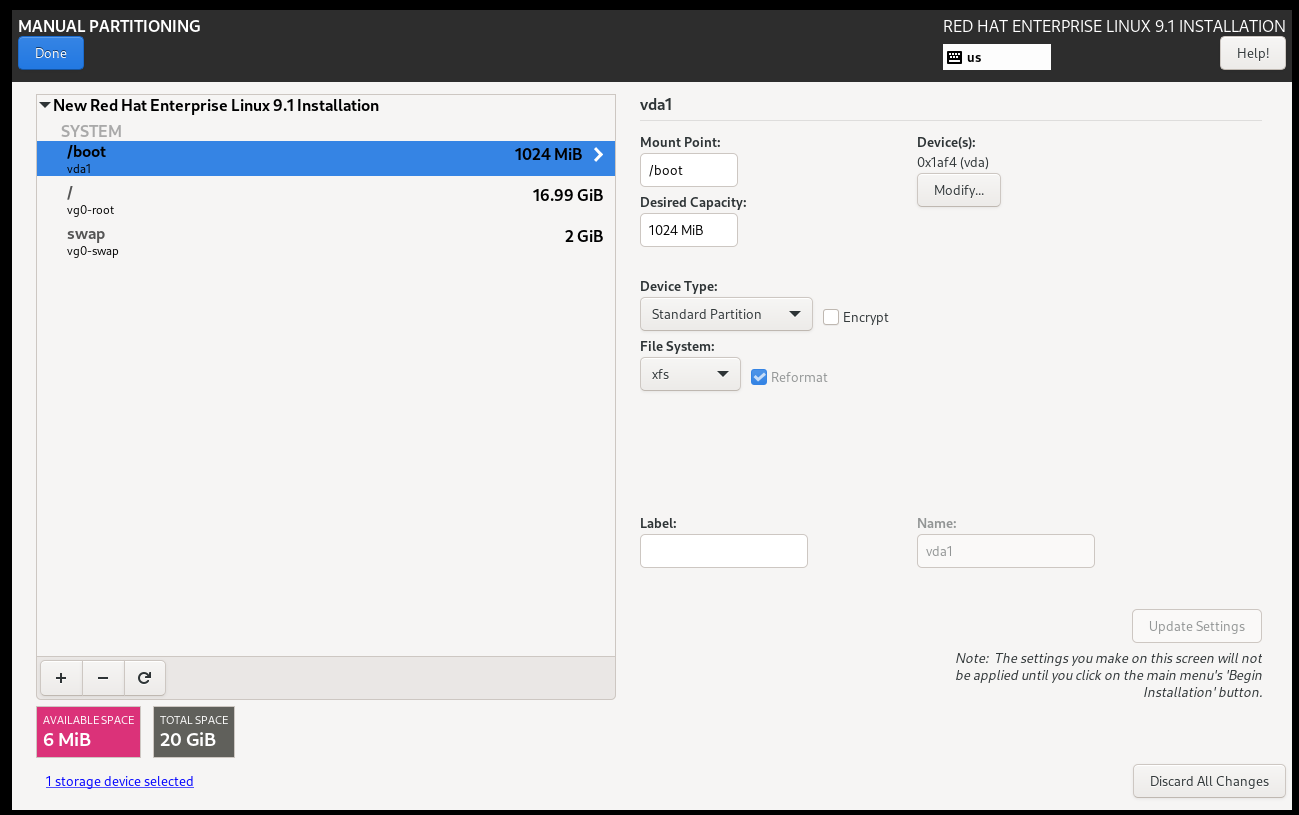 MANUAL PARTITIONING
RED HAT ENTERPRISE LINUX 9.1 INSTALLATION
Done
us
Help!
New Red Hat Enterprise Linux 9.1 Installation
SYSTEM
/boot
1024 MiB
vda1
/
16.99 GiB
vg0-root
swap
2 GiB
vg0-swap
+
−
AVAILABLE SPACE
6 MiB
TOTAL SPACE
20 GiB
1 storage device selected
vda1
Mount Point:
/boot
Device(s):
0x1af4 (vda)
Modify...
Desired Capacity:
1024 MiB
Device Type:
Standard Partition
Encrypt
File System:
xfs
Reformat
Label:
Name:
vda1
Update Settings
Note:  The settings you make on this screen will not
be applied until you click on the main menu's 'Begin
Installation' button.
Discard All Changes